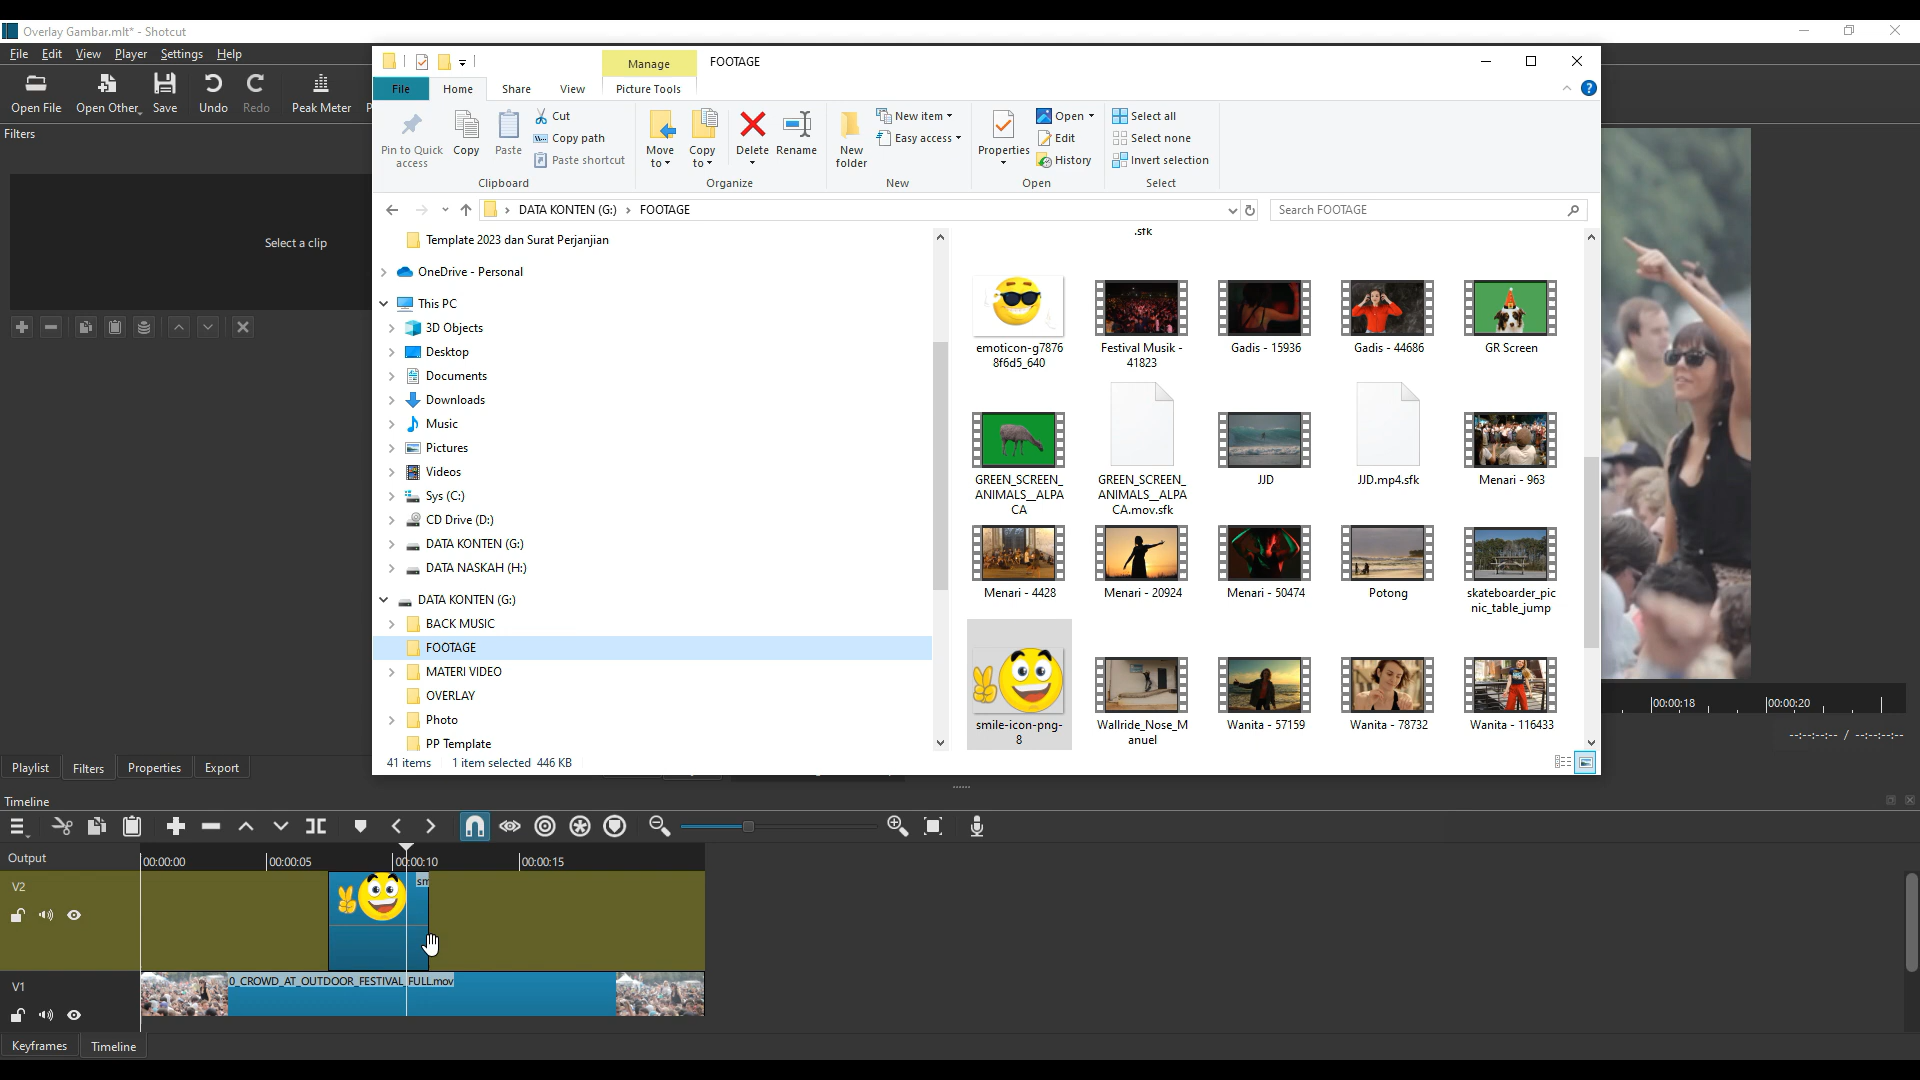 Overlay Gambar.mlt* - Shotcut
File Edit View Player Settings Help
Open File Open Other.. Save Undo Redo Peak Meter
Filters
Select a clip
Manage FOOTAGE
File Home Share View Picture Tools
Pin to Quick access
Copy
Paste
Cut
Copy path
Paste shortcut
Move to
Copy to
Delete
Rename
New folder
New item
Easy access
Properties
Open
Edit
History
Select all
Select none
Invert selection
Clipboard Organize New Open Select
DATA KONTEN (G:) › FOOTAGE
Search FOOTAGE
Template 2023 dan Surat Perjanjian
OneDrive - Personal
This PC
3D Objects
Desktop
Documents
Downloads
Music
Pictures
Videos
Sys (C:)
CD Drive (D:)
DATA KONTEN (G:)
DATA NASKAH (H:)
DATA KONTEN (G:)
BACK MUSIC
FOOTAGE
MATERI VIDEO
OVERLAY
Photo
PP Template
.sfk
emoticon-g7876
8f6d5_640
Festival Musik -
41823
Gadis - 15936
Gadis - 44686
GR Screen
GREEN_SCREEN_
ANIMALS__ALPA
CA
GREEN_SCREEN_
ANIMALS__ALPA
CA.mov.sfk
JJD
JJD.mp4.sfk
Menari - 963
Menari - 4428
Menari - 20924
Menari - 50474
Potong
skateboarder_pic
nic_table_jump
smile-icon-png-
8
Wallride_Nose_M
anuel
Wanita - 57159
Wanita - 78732
Wanita - 116433
41 items 1 item selected 446 KB
00:00:18 00:00:20
--:--:--:-- / --:--:--:--
Playlist Filters Properties Export
Timeline
Output
00:00:00 00:00:05 00:00:10 00:00:15
V2
sm
V1
0_CROWD_AT_OUTDOOR_FESTIVAL_FULL.mov
Keyframes Timeline